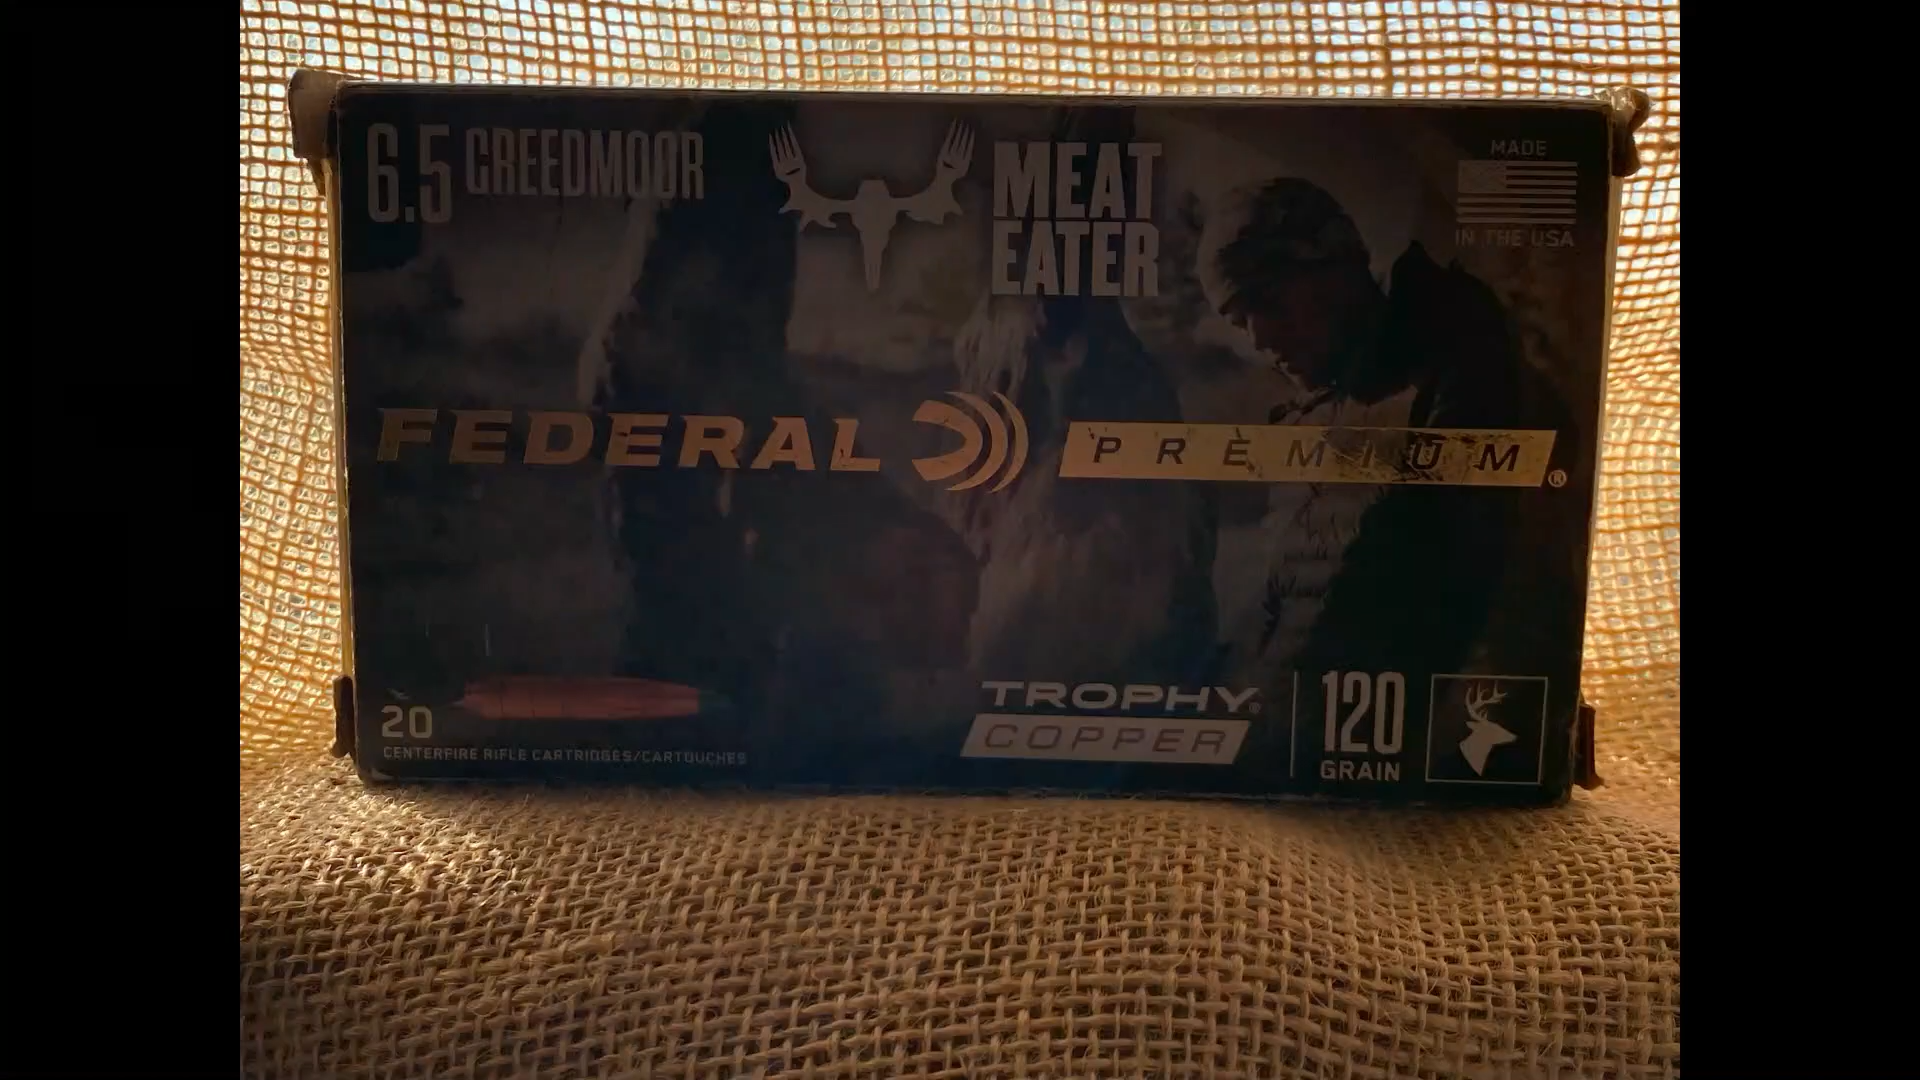 6.5 CREEDMOOR
MEAT
EATER
MADE
IN THE USA
FEDERAL PREMIUM®
20
CENTERFIRE RIFLE CARTRIDGES/CARTOUCHES
TROPHY®
COPPER
120
GRAIN